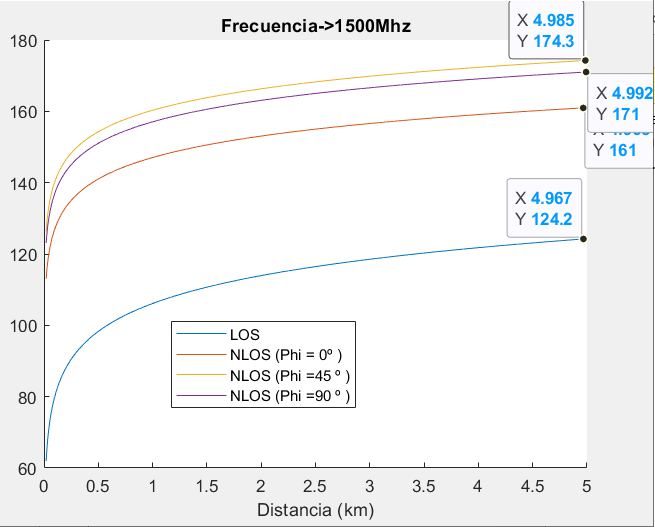 Frecuencia->1500Mhz
X 4.985
Y 174.3
X 4.992
Y 171
Y 161
X 4.967
Y 124.2
180
160
140
120
100
80
60
LOS
NLOS (Phi = 0º )
NLOS (Phi =45 º )
NLOS (Phi =90 º )
0 0.5 1 1.5 2 2.5 3 3.5 4 4.5 5
Distancia (km)